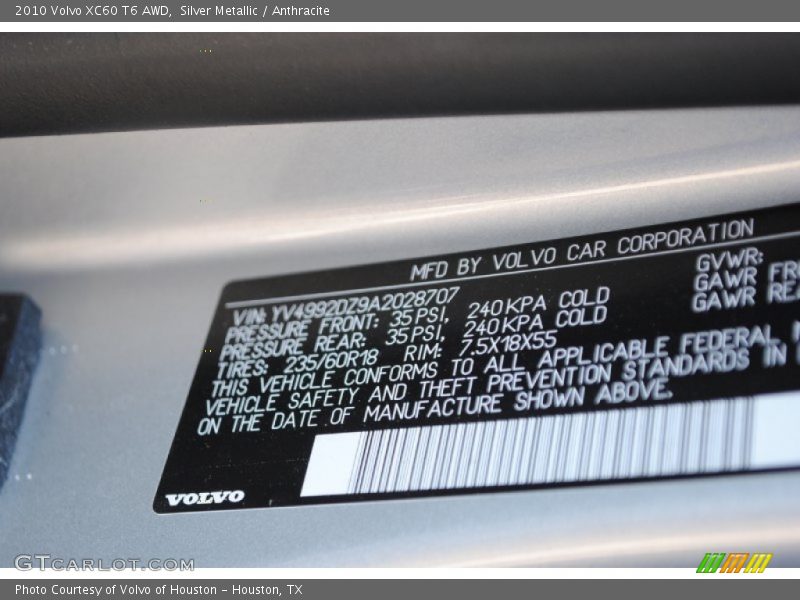 2010 Volvo XC60 T6 AWD, Silver Metallic / Anthracite
MFD BY VOLVO CAR CORPORATION
VIN: YV4992DZ9A2028707
GVWR:
PRESSURE FRONT: 35 PSI, 240 KPA COLD
GAWR FRO
PRESSURE REAR: 35 PSI, 240 KPA COLD
GAWR REA
TIRES: 235/60R18 RIM: 7.5X18X55
THIS VEHICLE CONFORMS TO ALL APPLICABLE FEDERAL
VEHICLE SAFETY AND THEFT PREVENTION STANDARDS IN
ON THE DATE OF MANUFACTURE SHOWN ABOVE.
VOLVO
GTCARLOT.COM
Photo Courtesy of Volvo of Houston - Houston, TX